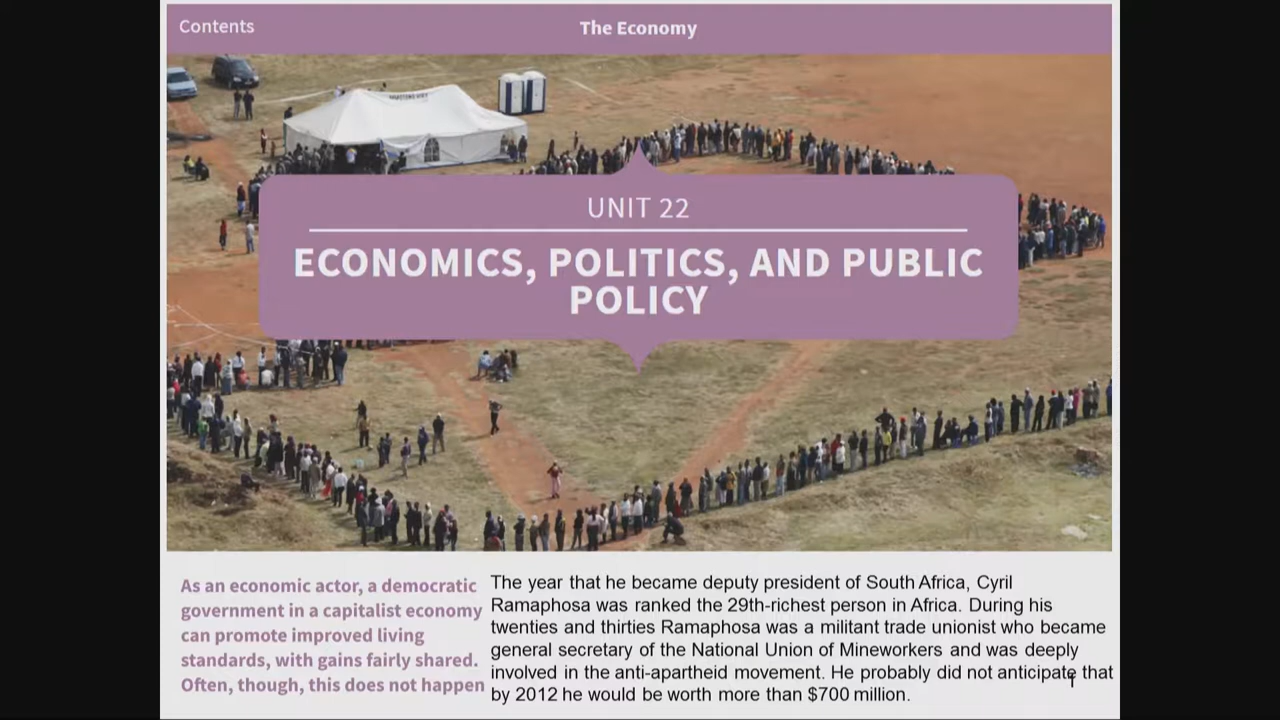 Contents
The Economy
UNIT 22
ECONOMICS, POLITICS, AND PUBLIC
POLICY
As an economic actor, a democratic
government in a capitalist economy
can promote improved living
standards, with gains fairly shared.
Often, though, this does not happen
The year that he became deputy president of South Africa, Cyril
Ramaphosa was ranked the 29th-richest person in Africa. During his
twenties and thirties Ramaphosa was a militant trade unionist who became
general secretary of the National Union of Mineworkers and was deeply
involved in the anti-apartheid movement. He probably did not anticipate that
by 2012 he would be worth more than $700 million.
1